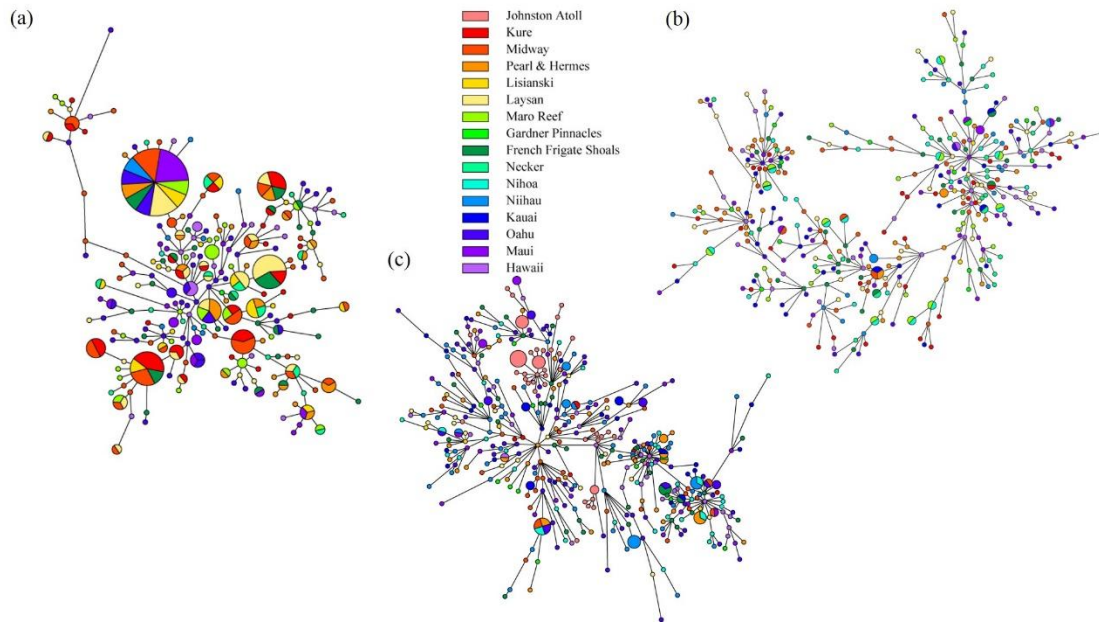 (a)
Johnston Atoll
Kure
Midway
Pearl & Hermes
Lisianski
Laysan
Maro Reef
Gardner Pinnacles
French Frigate Shoals
Necker
Nihoa
Niihau
Kauai
Oahu
Maui
Hawaii
(b)
(c)